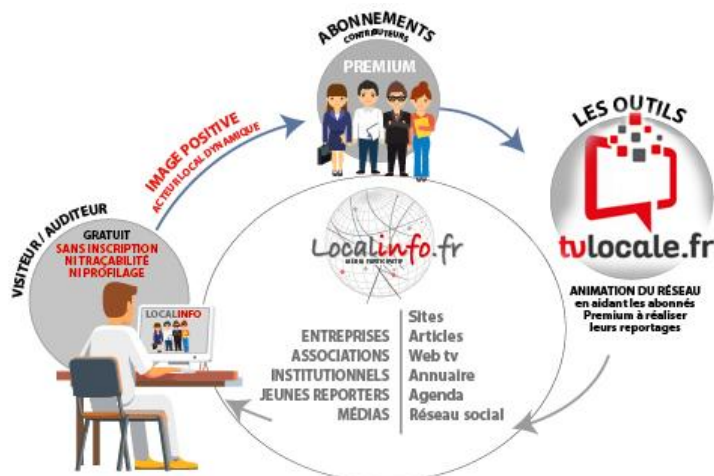 ABONNEMENTS
CONTRIBUTEURS
PREMIUM
LES OUTILS
tvlocale.fr
ANIMATION DU RÉSEAU
en aidant les abonnés
Premium à réaliser
leurs reportages
IMAGE POSITIVE
ACTEUR LOCAL DYNAMIQUE
VISITEUR / AUDITEUR
GRATUIT
SANS INSCRIPTION
NI TRAÇABILITÉ
NI PROFILAGE
LOCALINFO
Localinfo.fr
Sites
ENTREPRISES Articles
ASSOCIATIONS Web tv
INSTITUTIONNELS Annuaire
JEUNES REPORTERS Agenda
MÉDIAS Réseau social